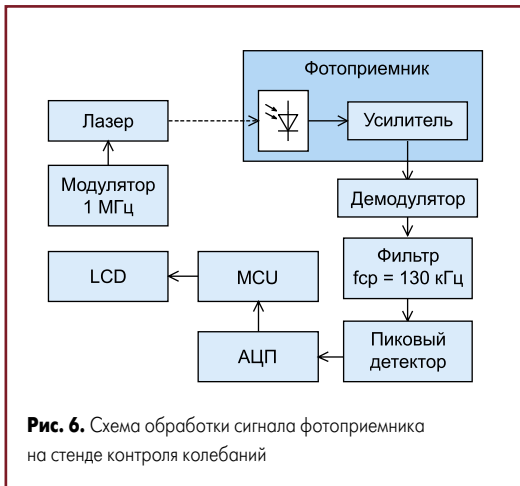 Фотоприемник
Лазер
Усилитель
Модулятор
1 МГц
Демодулятор
Фильтр
fср = 130 кГц
LCD
MCU
АЦП
Пиковый
детектор
Рис. 6. Схема обработки сигнала фотоприемника
на стенде контроля колебаний